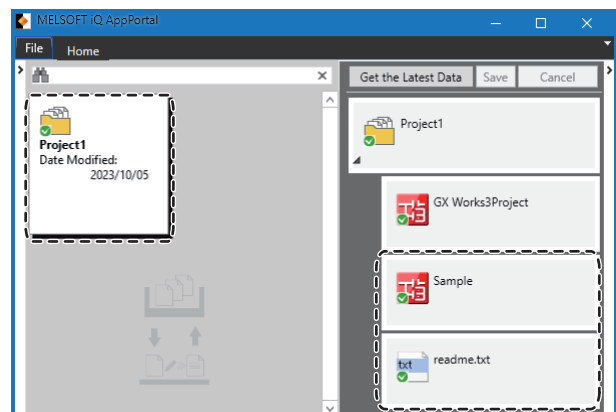 MELSOFT iQ AppPortal
File
Home
Get the Latest Data
Save
Cancel
Project1
Date Modified:
2023/10/05
Project1
GX Works3Project
Sample
txt
readme.txt